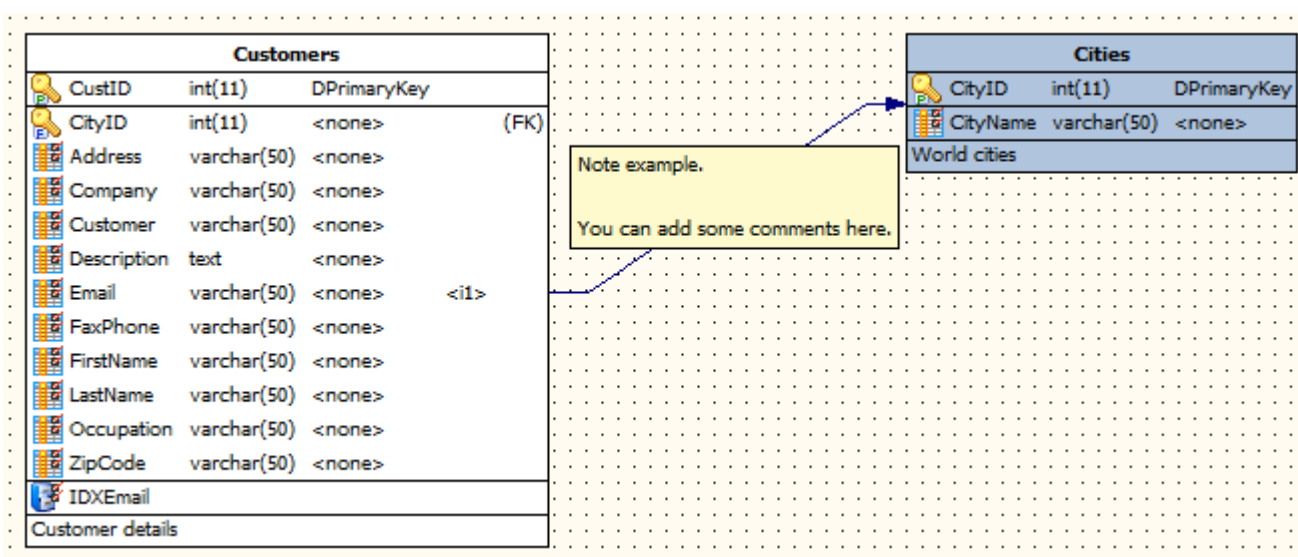 Customers
CustID int(11) DPrimaryKey
CityID int(11) <none> (FK)
Address varchar(50) <none>
Company varchar(50) <none>
Customer varchar(50) <none>
Description text <none>
Email varchar(50) <none> <i1>
FaxPhone varchar(50) <none>
FirstName varchar(50) <none>
LastName varchar(50) <none>
Occupation varchar(50) <none>
ZipCode varchar(50) <none>
IDXEmail
Customer details
Note example.
You can add some comments here.
Cities
CityID int(11) DPrimaryKey
CityName varchar(50) <none>
World cities